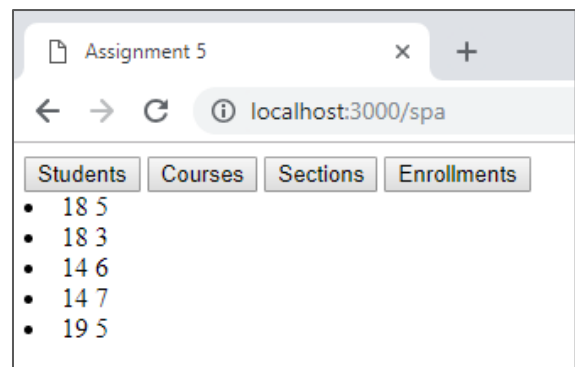 Assignment 5
localhost:3000/spa
Students Courses Sections Enrollments
18 5
18 3
14 6
14 7
19 5